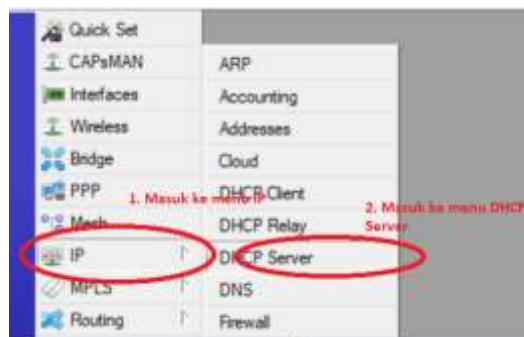 Quick Set
CAPsMAN
Interfaces
Wireless
Bridge
PPP
Mesh
IP
MPLS
Routing
ARP
Accounting
Addresses
Cloud
DHCP Client
DHCP Relay
DHCP Server
DNS
Firewall
1. Masuk ke menu IP
2. Masuk ke menu DHCP
Server